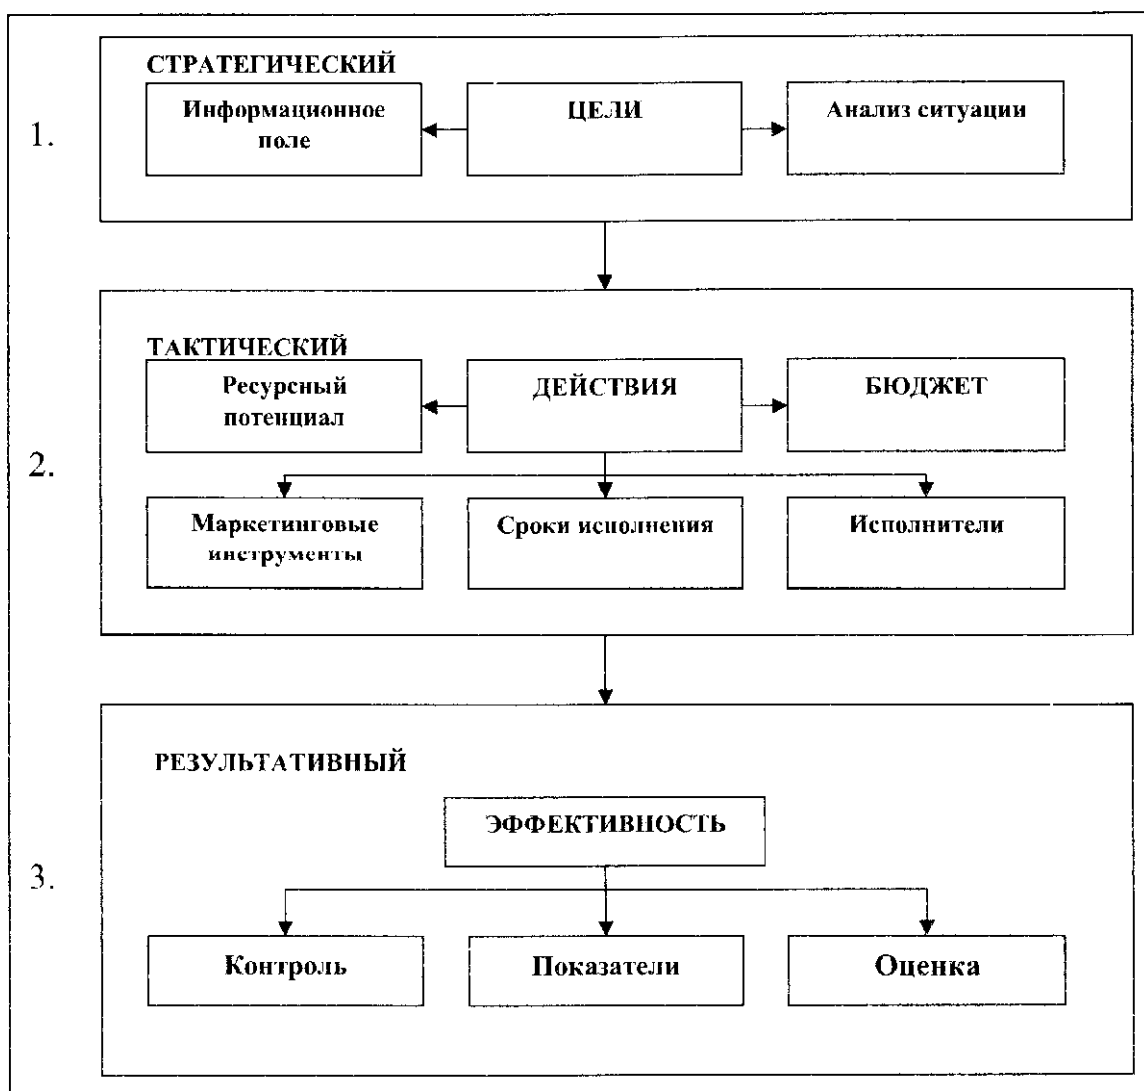 1.
СТРАТЕГИЧЕСКИЙ
Информационное
поле
ЦЕЛИ
Анализ ситуации
2.
ТАКТИЧЕСКИЙ
Ресурсный
потенциал
ДЕЙСТВИЯ
БЮДЖЕТ
Маркетинговые
инструменты
Сроки исполнения
Исполнители
3.
РЕЗУЛЬТАТИВНЫЙ
ЭФФЕКТИВНОСТЬ
Контроль
Показатели
Оценка